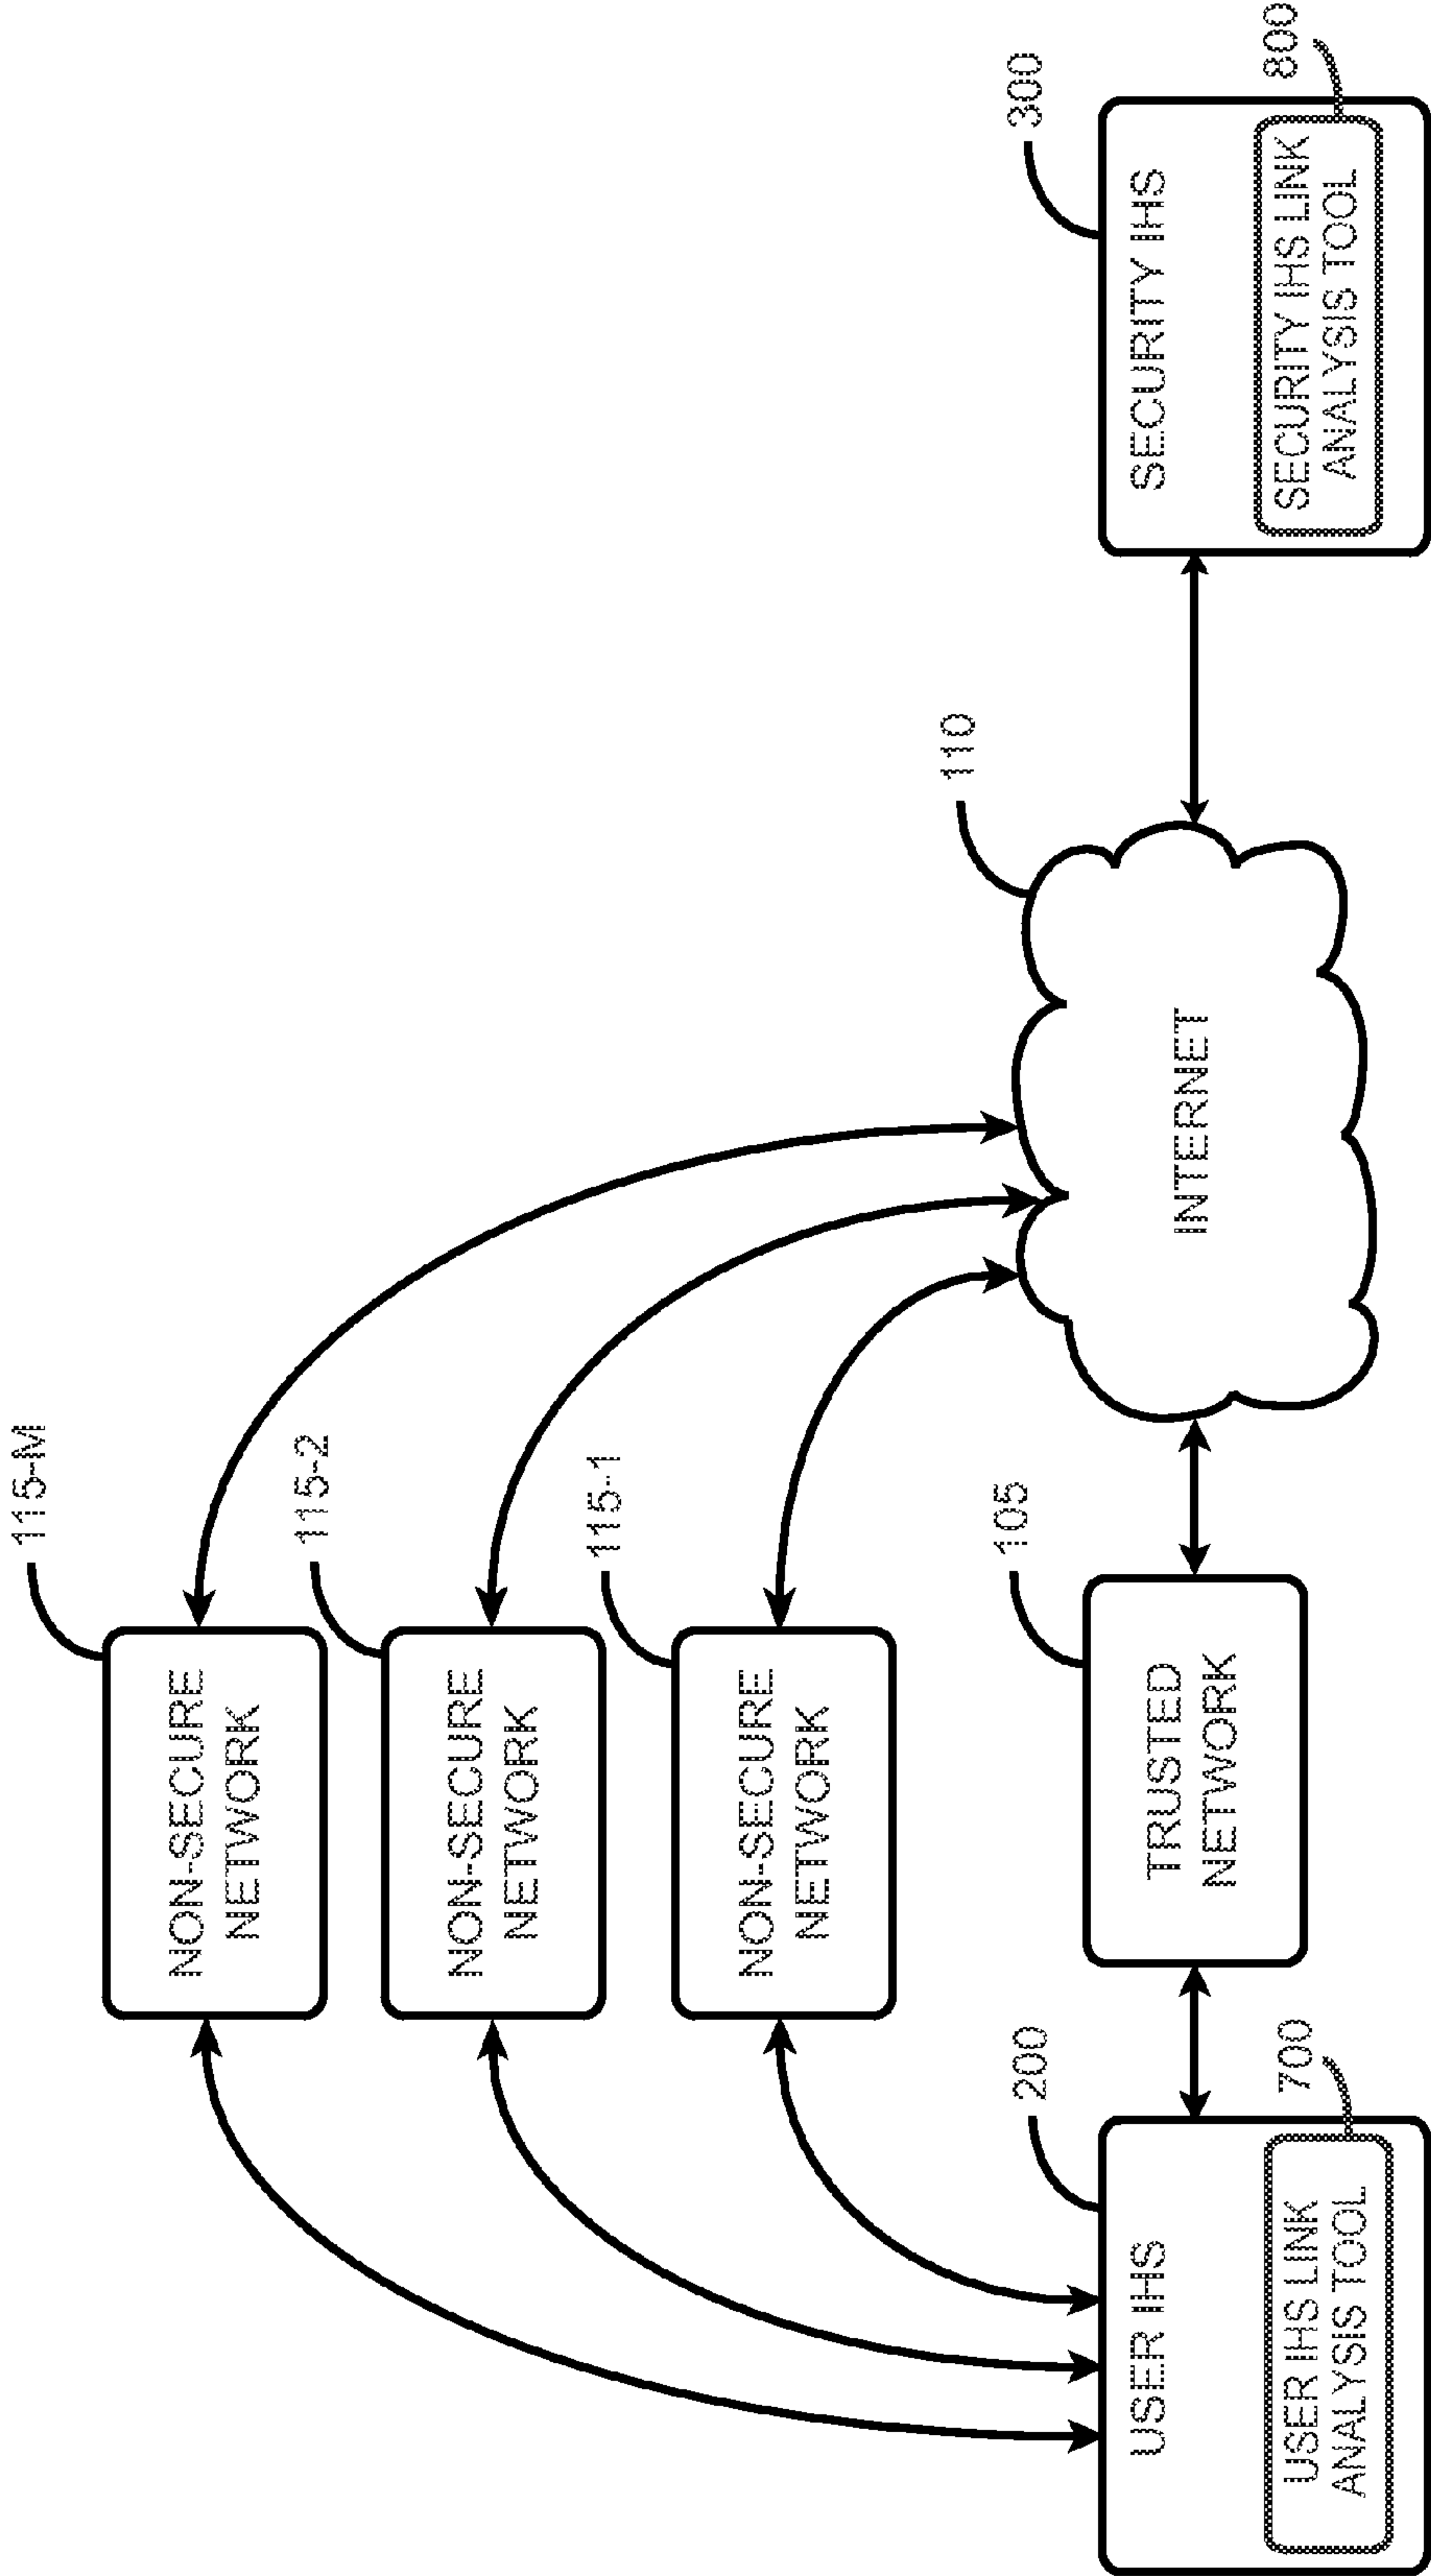 115-M
NON-SECURE
NETWORK
115-2
NON-SECURE
NETWORK
115-1
NON-SECURE
NETWORK
200
USER IHS
700
USER IHS LINK
ANALYSIS TOOL
105
TRUSTED
NETWORK
110
INTERNET
300
SECURITY IHS
800
SECURITY IHS LINK
ANALYSIS TOOL